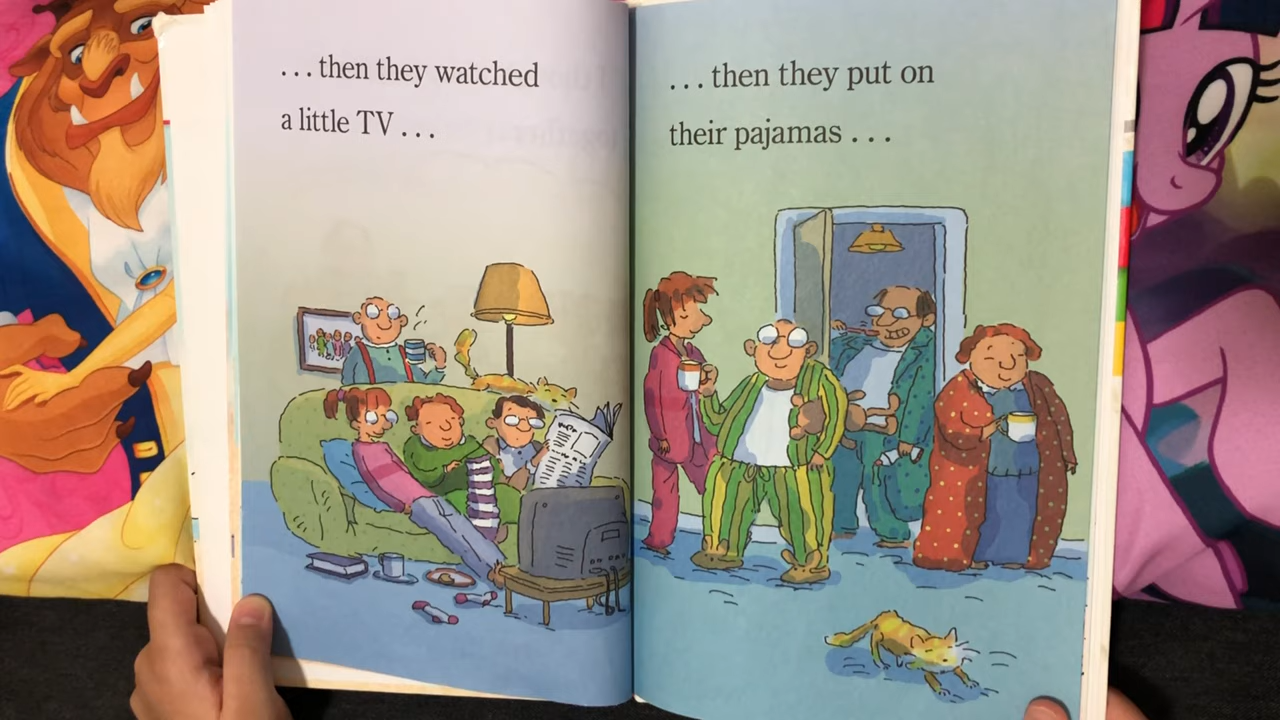 . . . then they watched
a little TV . . .
. . . then they put on
their pajamas . . .